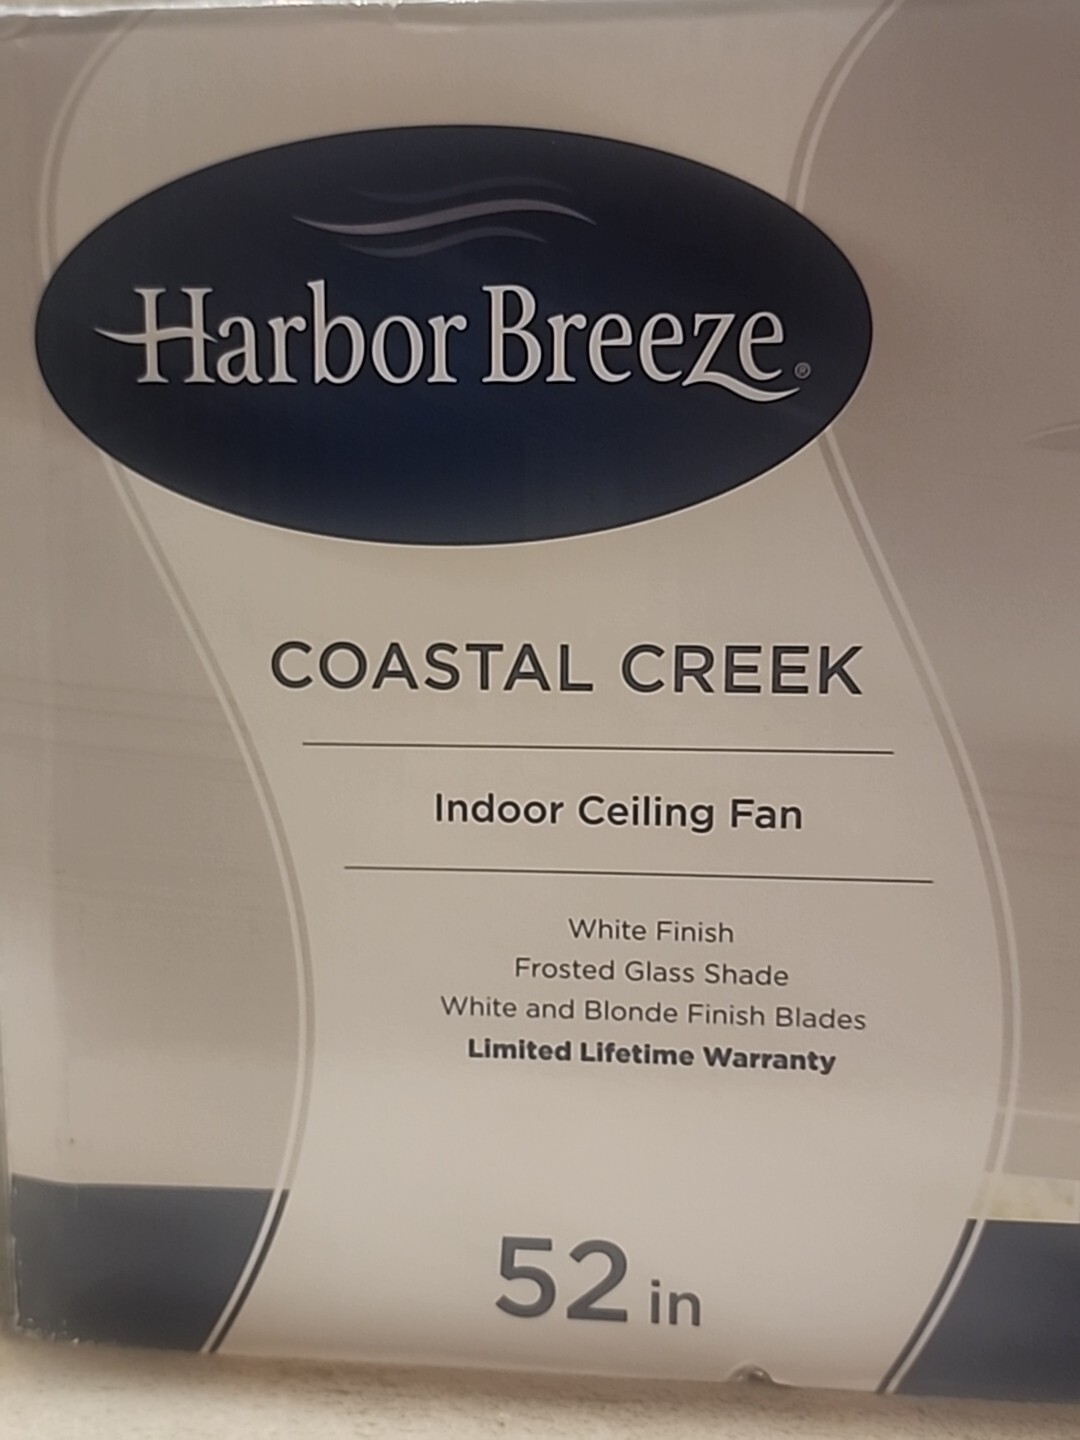 Harbor Breeze®
COASTAL CREEK
Indoor Ceiling Fan
White Finish
Frosted Glass Shade
White and Blonde Finish Blades
Limited Lifetime Warranty
52 in